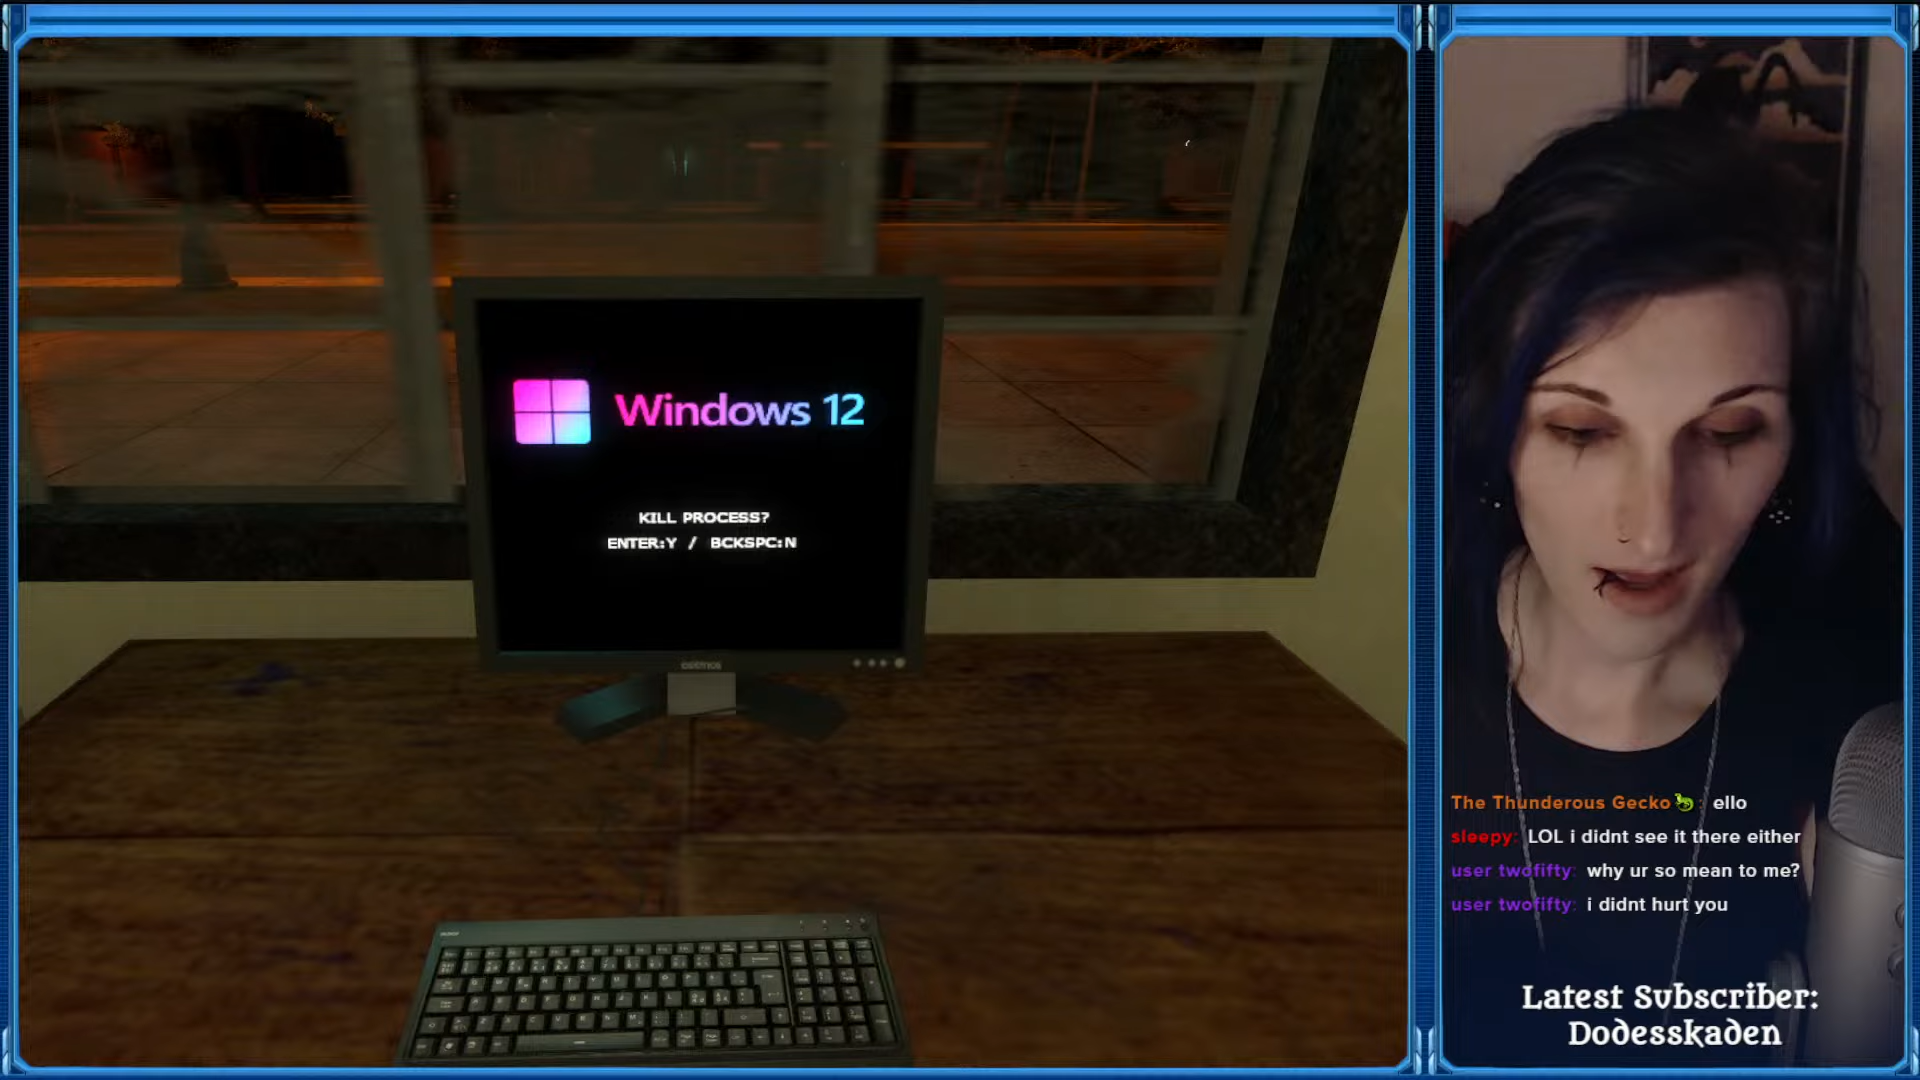 Windows 12
KILL PROCESS?
ENTER:Y / BCKSPC:N
The Thunderous Gecko: ello
sleepy: LOL i didnt see it there either
user twofifty: why ur so mean to me?
user twofifty: i didnt hurt you
Latest Subscriber:
Dodesskaden